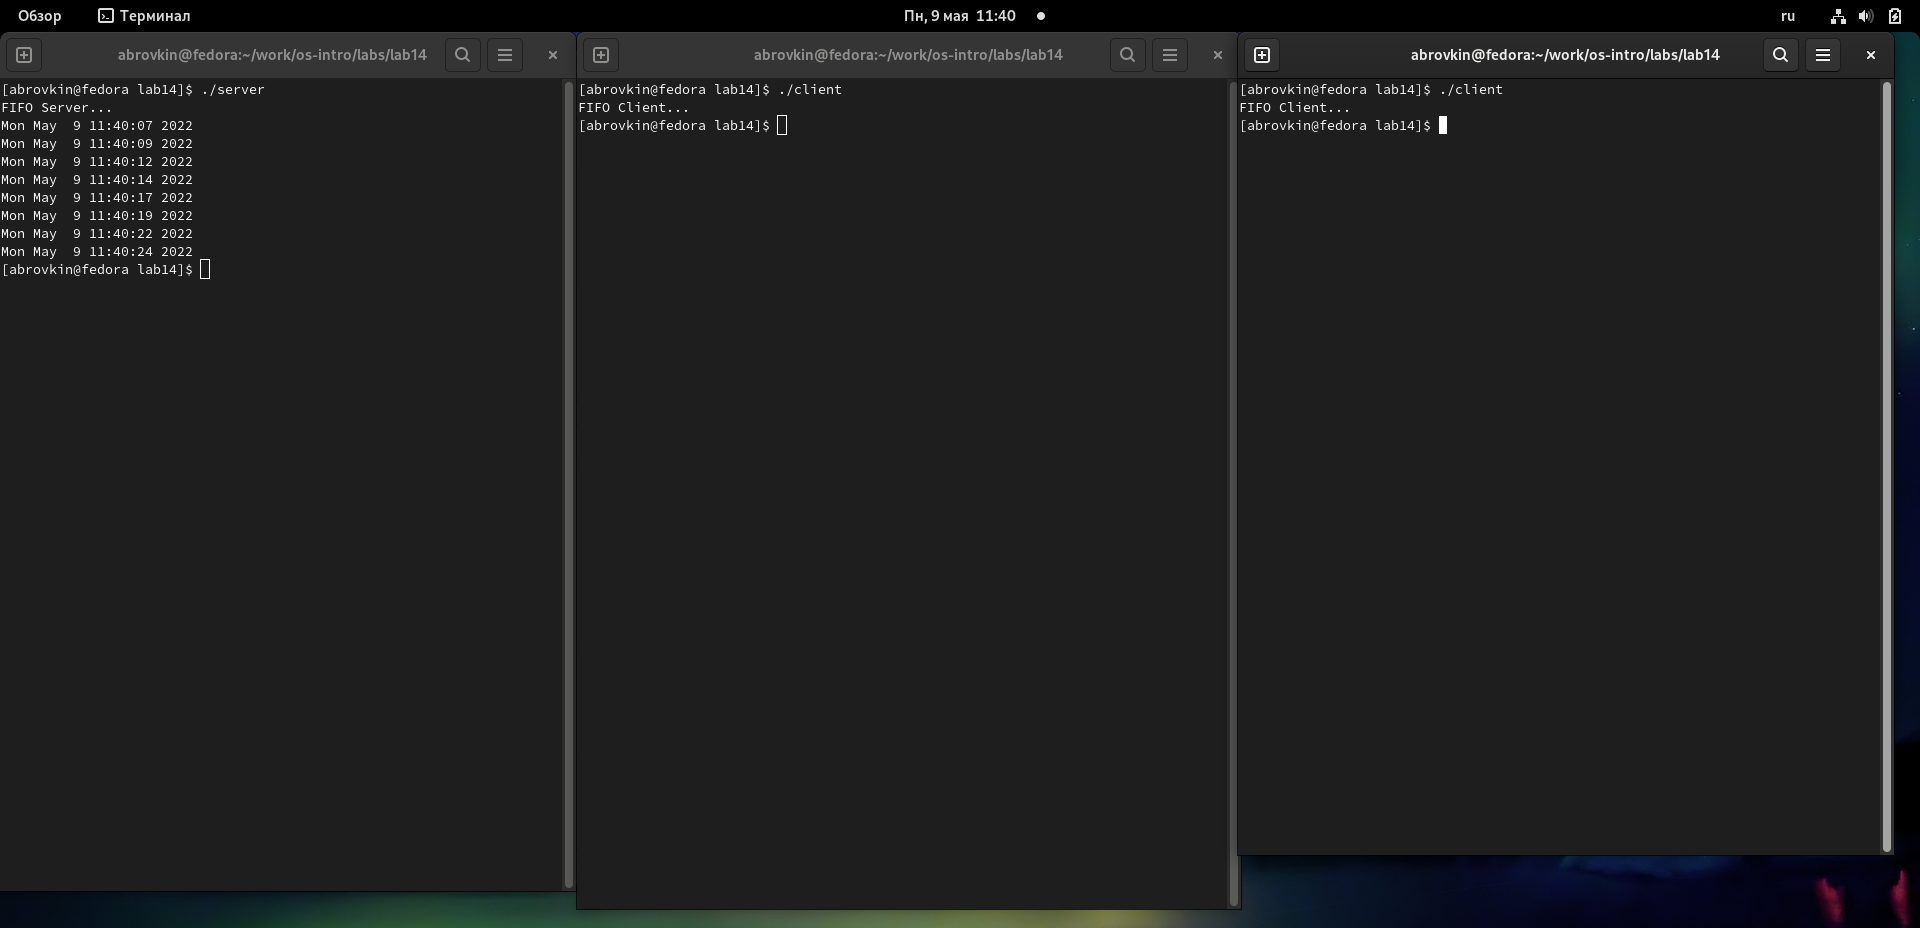 Обзор Терминал Пн, 9 мая 11:40 ru
abrovkin@fedora:~/work/os-intro/labs/lab14
[abrovkin@fedora lab14]$ ./server
FIFO Server...
Mon May  9 11:40:07 2022
Mon May  9 11:40:09 2022
Mon May  9 11:40:12 2022
Mon May  9 11:40:14 2022
Mon May  9 11:40:17 2022
Mon May  9 11:40:19 2022
Mon May  9 11:40:22 2022
Mon May  9 11:40:24 2022
[abrovkin@fedora lab14]$
abrovkin@fedora:~/work/os-intro/labs/lab14
[abrovkin@fedora lab14]$ ./client
FIFO Client...
[abrovkin@fedora lab14]$
abrovkin@fedora:~/work/os-intro/labs/lab14
[abrovkin@fedora lab14]$ ./client
FIFO Client...
[abrovkin@fedora lab14]$